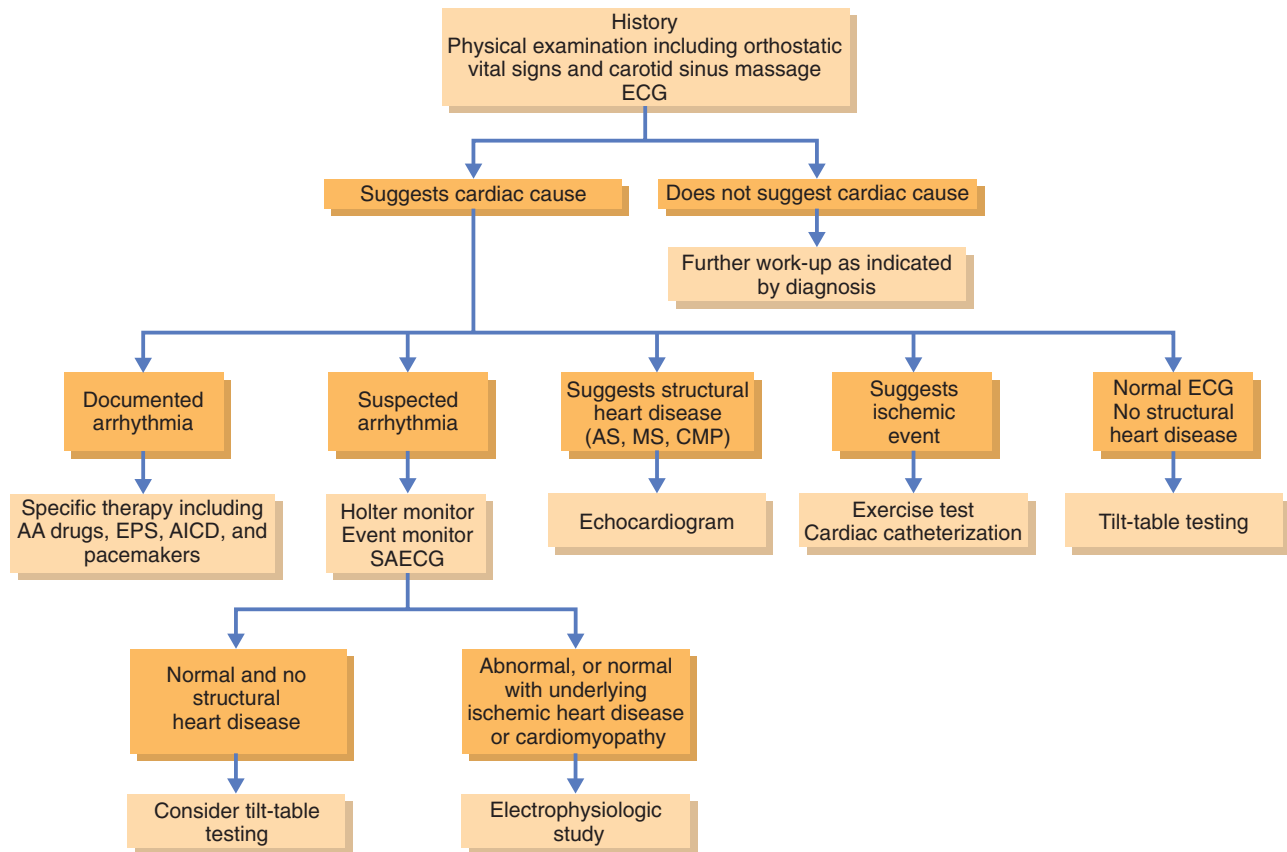 History
Physical examination including orthostatic
vital signs and carotid sinus massage
ECG
Suggests cardiac cause
Does not suggest cardiac cause
Further work-up as indicated
by diagnosis
Documented
arrhythmia
Suspected
arrhythmia
Suggests structural
heart disease
(AS, MS, CMP)
Suggests
ischemic
event
Normal ECG
No structural
heart disease
Specific therapy including
AA drugs, EPS, AICD, and
pacemakers
Holter monitor
Event monitor
SAECG
Echocardiogram
Exercise test
Cardiac catheterization
Tilt-table testing
Normal and no
structural
heart disease
Abnormal, or normal
with underlying
ischemic heart disease
or cardiomyopathy
Consider tilt-table
testing
Electrophysiologic
study